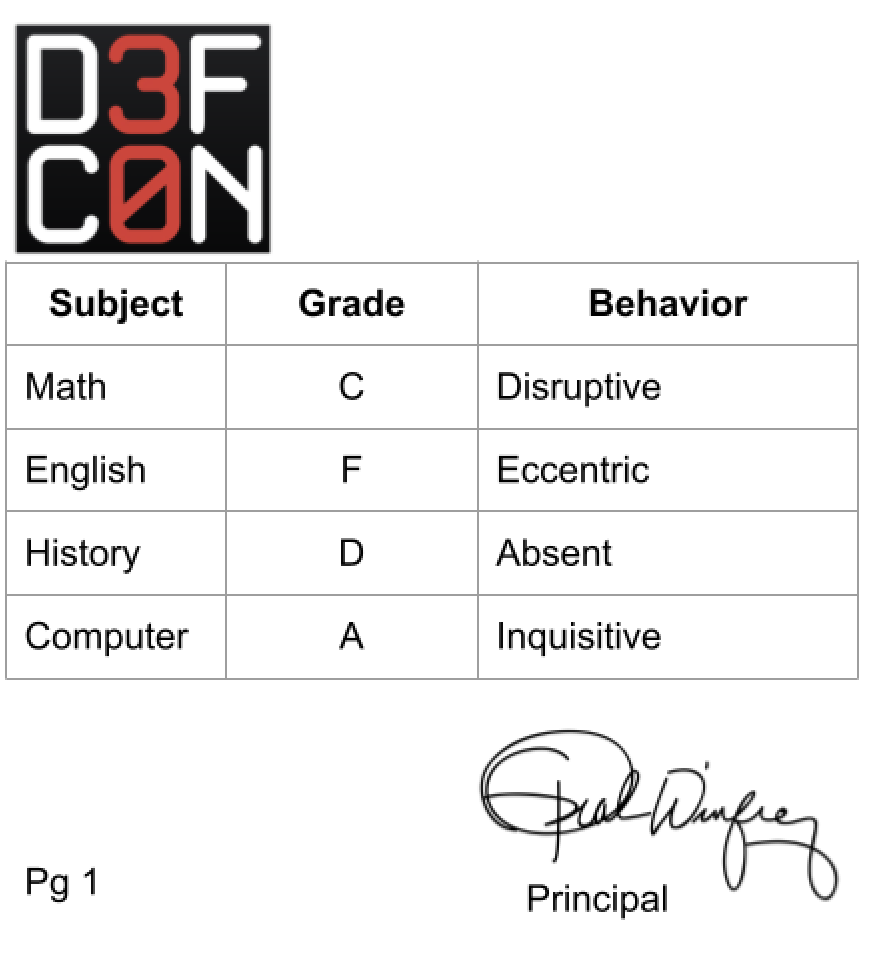 D3F
C0N
Subject Grade Behavior
Math C Disruptive
English F Eccentric
History D Absent
Computer A Inquisitive
Oprah Winfrey
Pg 1 Principal